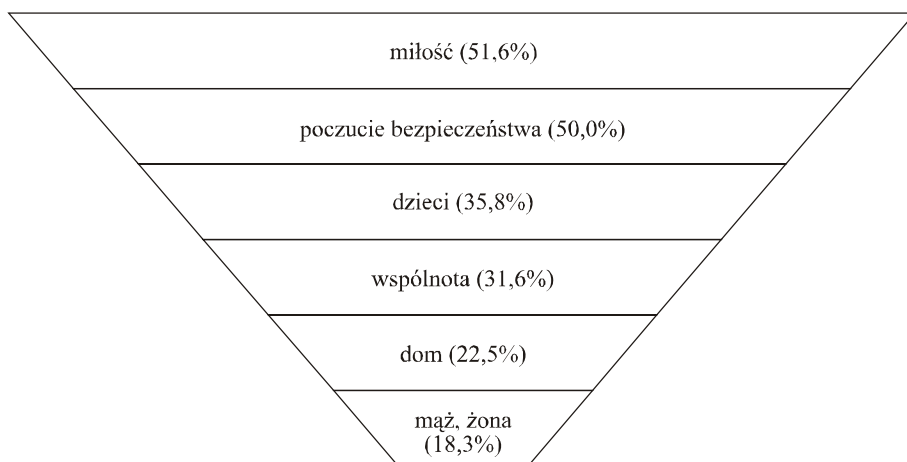 miłość (51,6%)
poczucie bezpieczeństwa (50,0%)
dzieci (35,8%)
wspólnota (31,6%)
dom (22,5%)
mąż, żona
(18,3%)